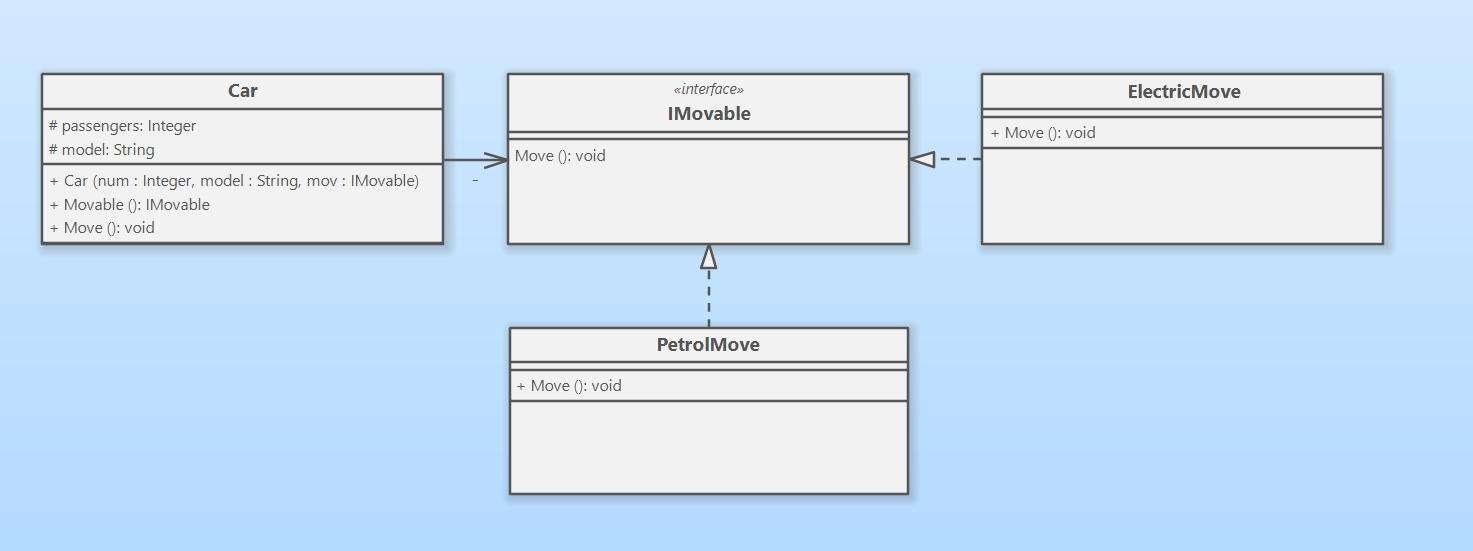 Car
# passengers: Integer
# model: String
+ Car (num : Integer, model : String, mov : IMovable)
+ Movable (): IMovable
+ Move (): void
-
«interface»
IMovable
Move (): void
ElectricMove
+ Move (): void
PetrolMove
+ Move (): void